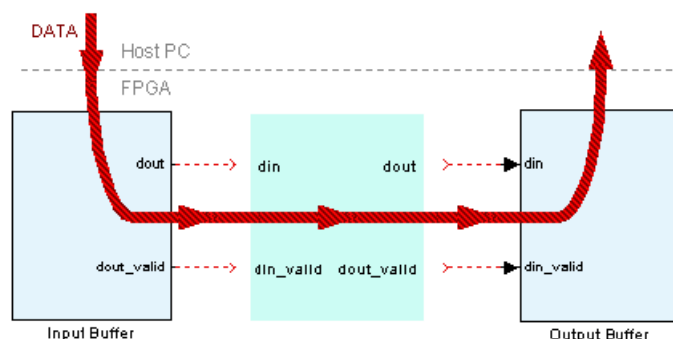 DATA
Host PC
FPGA
dout
din
dout
din
dout_valid
din_valid
dout_valid
din_valid
Input Buffer
Output Buffer